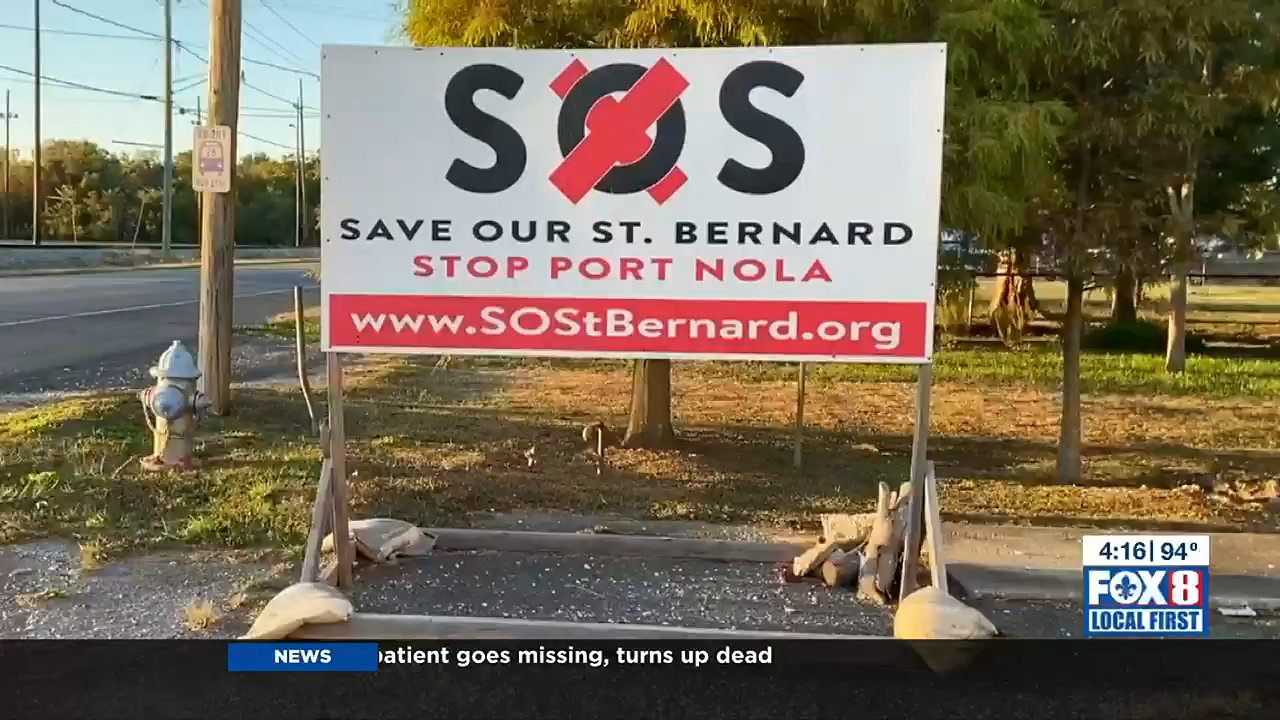 SOS
SAVE OUR ST. BERNARD
STOP PORT NOLA
www.SOStBernard.org
4:16 94º
FOX 8
LOCAL FIRST
NEWS
patient goes missing, turns up dead